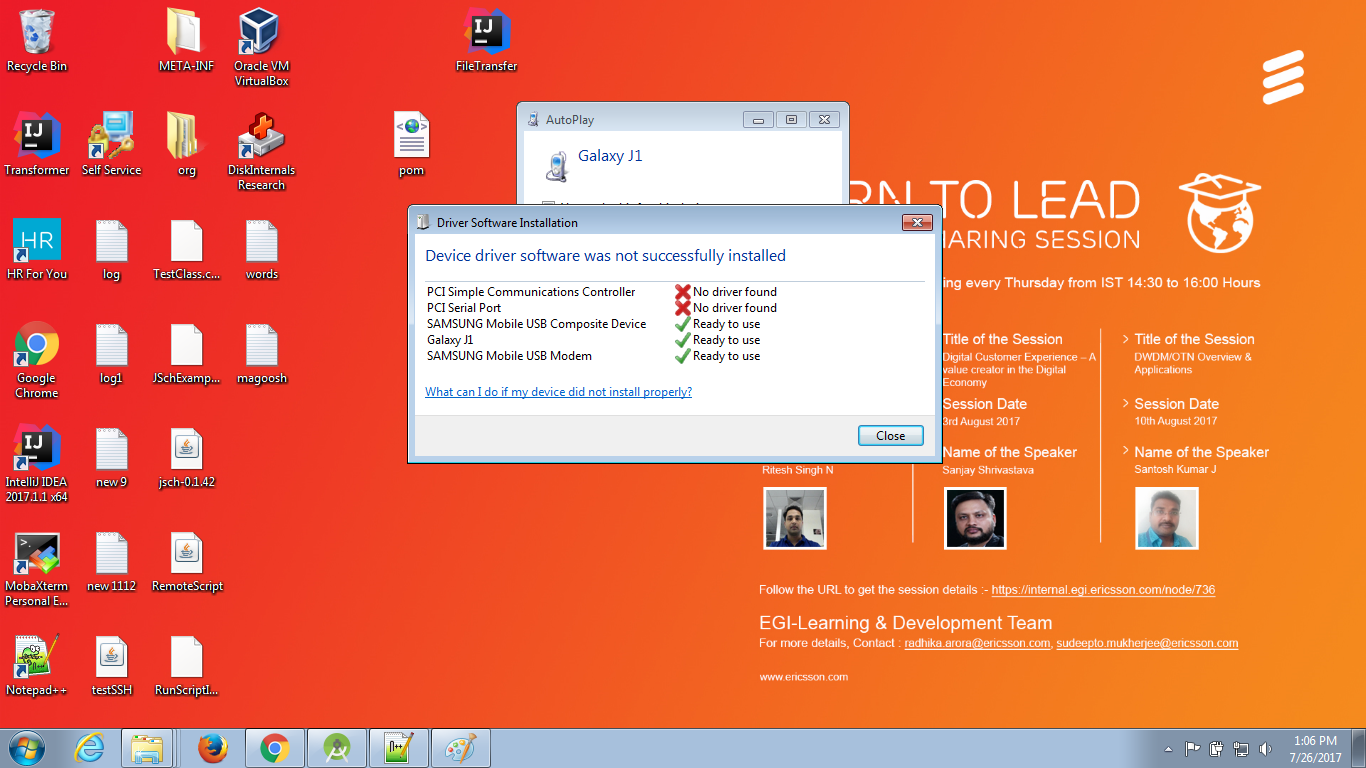 Recycle Bin
META-INF
Oracle VM
VirtualBox
FileTransfer
Transformer
Self Service
org
DiskInternals
Research
pom
HR
HR For You
log
TestClass.c...
words
Google
Chrome
log1
JSchExamp...
magoosh
IJ
IntelliJ IDEA
2017.1.1 x64
new 9
jsch-0.1.42
MobaXterm
Personal E...
new 1112
RemoteScript
Notepad++
testSSH
RunScriptI...
AutoPlay
Galaxy J1
Driver Software Installation
Device driver software was not successfully installed
PCI Simple Communications Controller No driver found
PCI Serial Port No driver found
SAMSUNG Mobile USB Composite Device Ready to use
Galaxy J1 Ready to use
SAMSUNG Mobile USB Modem Ready to use
What can I do if my device did not install properly?
Close
RN TO LEAD
HARING SESSION
ing every Thursday from IST 14:30 to 16:00 Hours
Title of the Session
Digital Customer Experience – A
value creator in the Digital
Economy
Session Date
3rd August 2017
Name of the Speaker
Sanjay Shrivastava
Title of the Session
DWDM/OTN Overview &
Applications
Session Date
10th August 2017
Name of the Speaker
Santosh Kumar J
Ritesh Singh N
Follow the URL to get the session details :- https://internal.egi.ericsson.com/node/736
EGI-Learning & Development Team
For more details, Contact : radhika.arora@ericsson.com, sudeepto.mukherjee@ericsson.com
www.ericsson.com
1:06 PM
7/26/2017